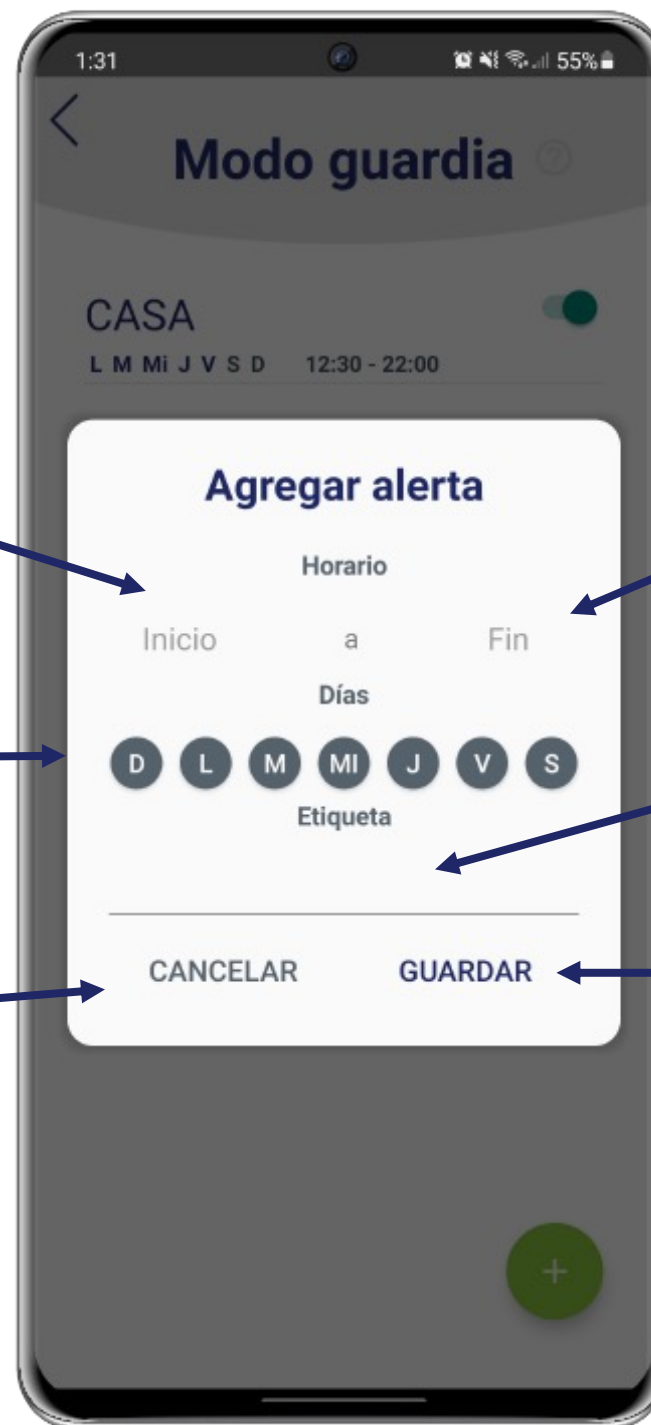 1:31 55%
Modo guardia ?
CASA
L M Mi J V S D 12:30 - 22:00
Agregar alerta
Horario
Inicio a Fin
Días
D L M MI J V S
Etiqueta
CANCELAR GUARDAR
+